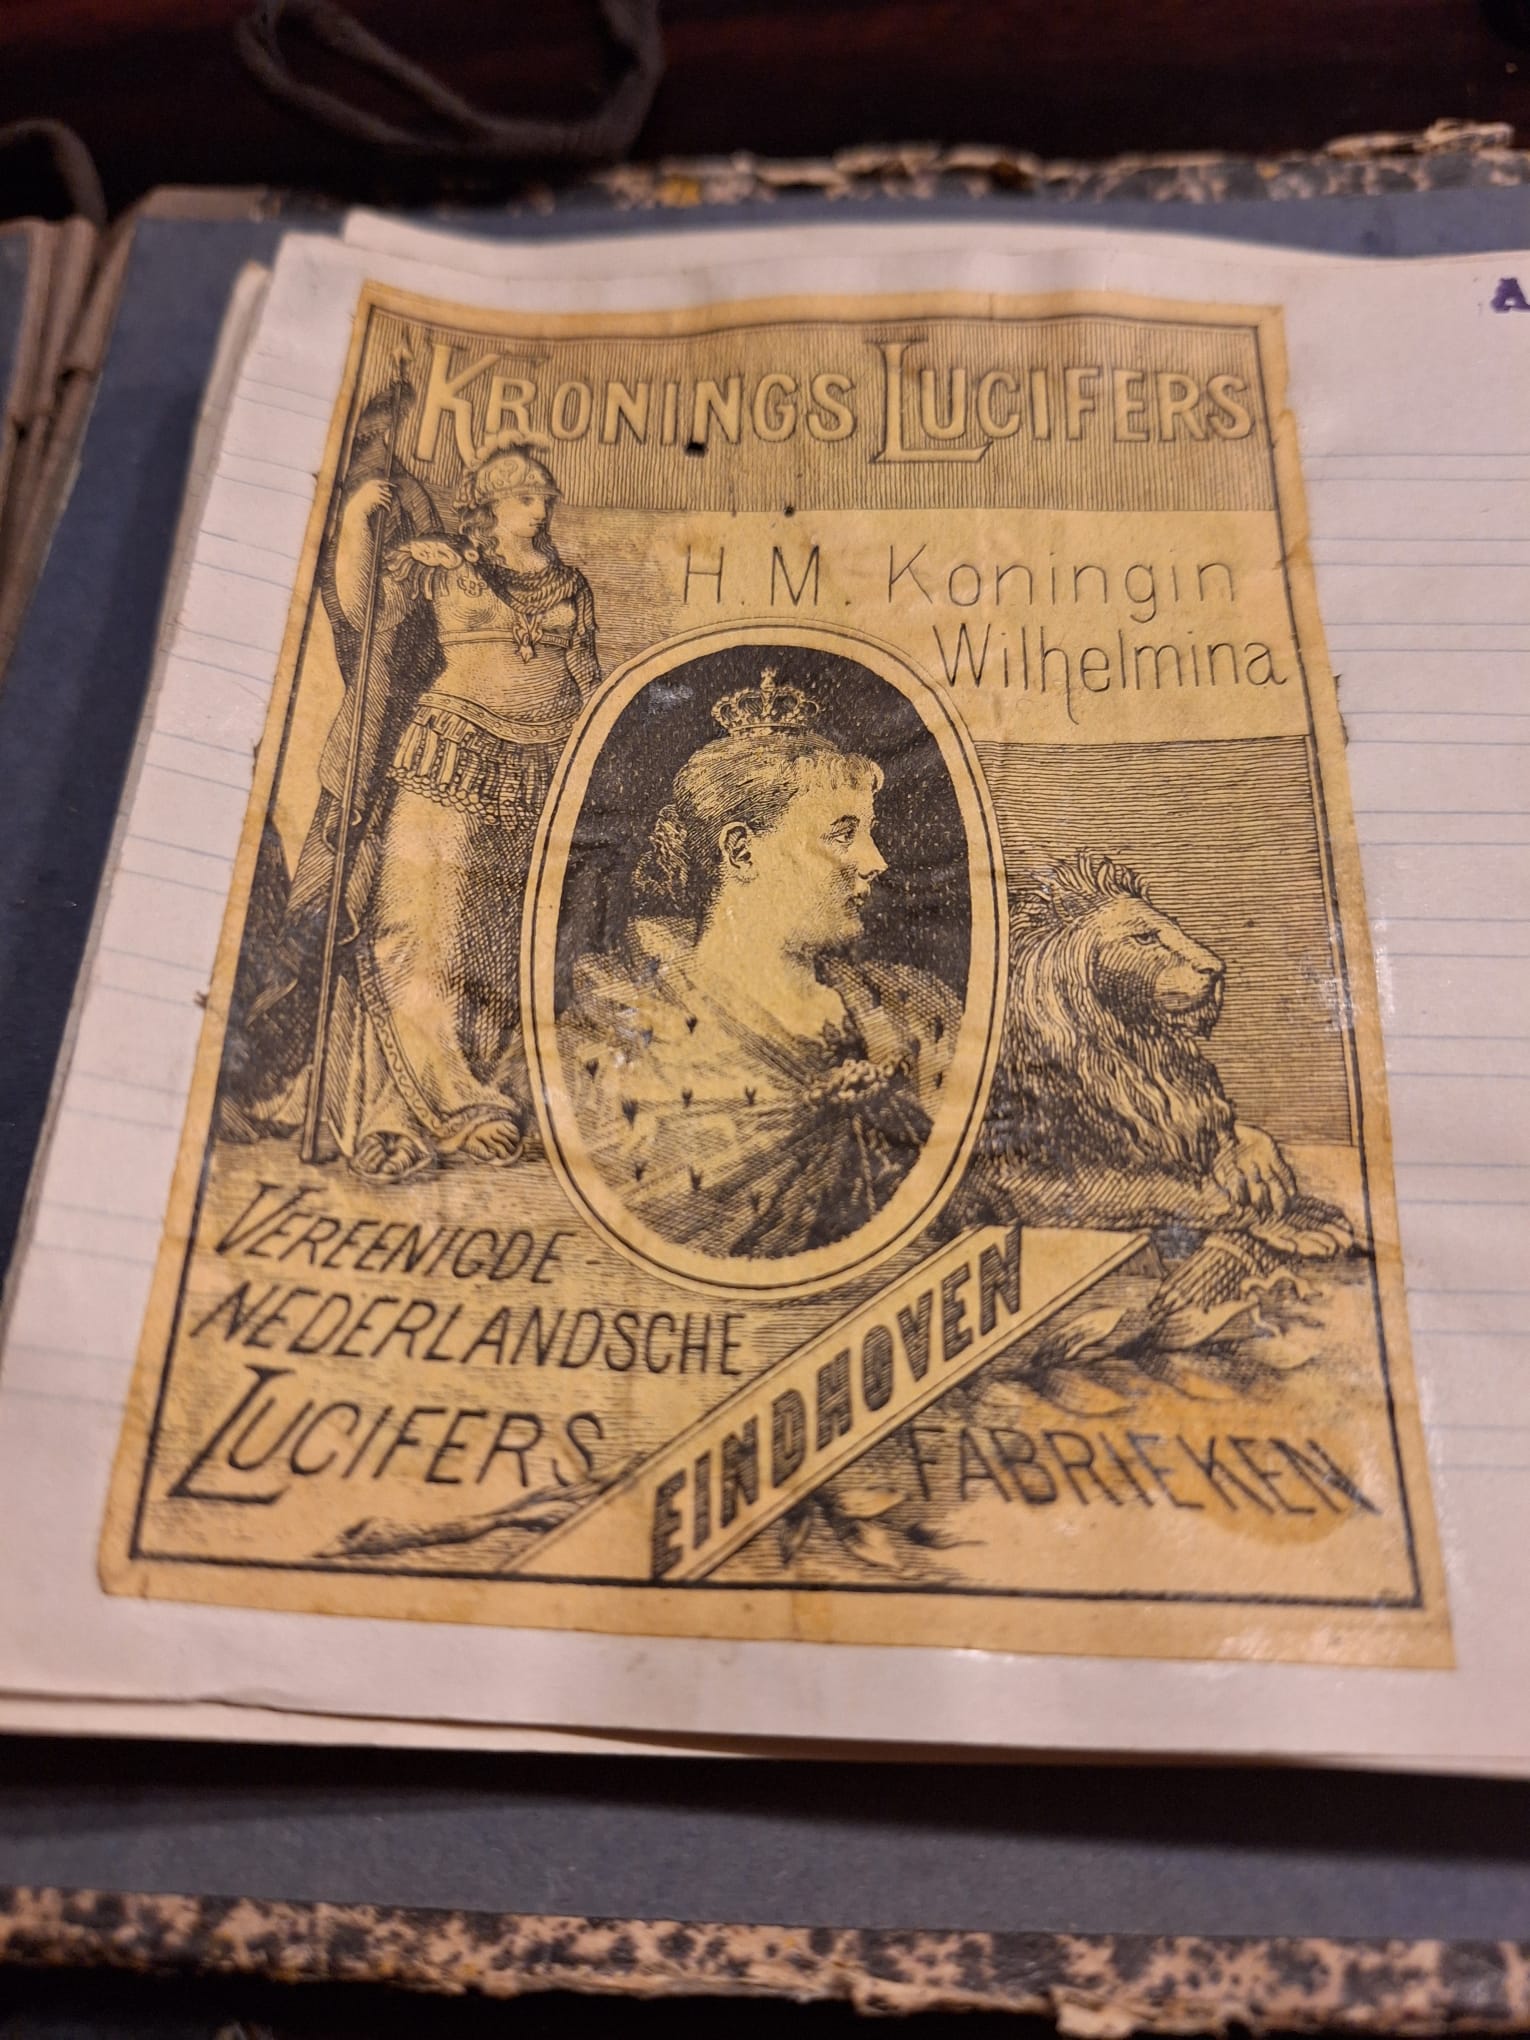 KRONINGS LUCIFERS
H. M. Koningin
Wilhelmina
VEREENIGDE
NEDERLANDSCHE
LUCIFERS
EINDHOVEN
FABRIEKEN
A